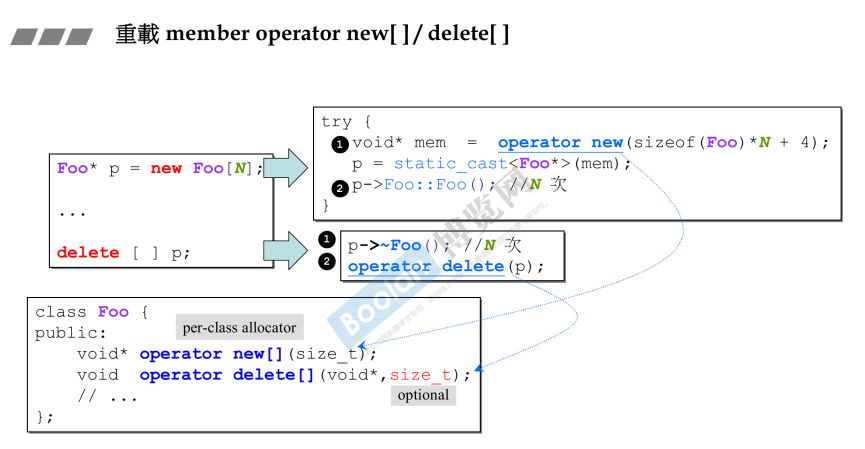 重載 member operator new[ ] / delete[ ]
Foo* p = new Foo[N];
...
delete [ ] p;
try {
❶ void* mem = operator new(sizeof(Foo)*N + 4);
p = static_cast<Foo*>(mem);
❷ p->Foo::Foo(); //N 次
}
❶ p->~Foo(); //N 次
❷ operator delete(p);
class Foo {
public:
per-class allocator
void* operator new[](size_t);
void operator delete[](void*,size_t);
optional
// ...
};
Boolan 博览网